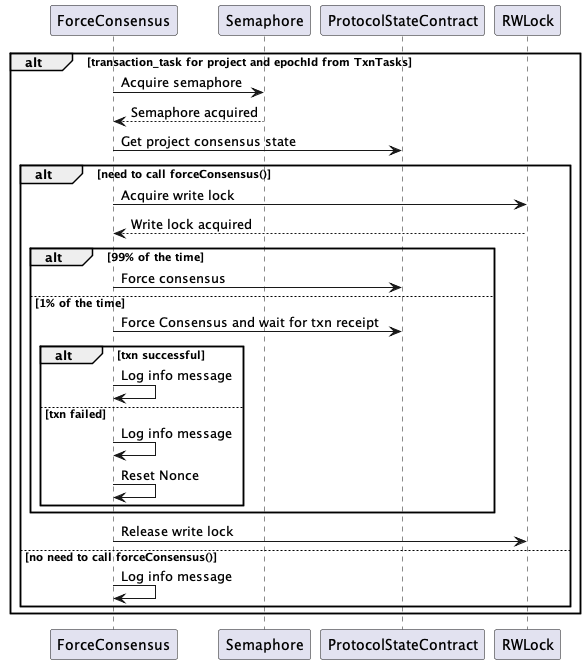 ForceConsensus Semaphore ProtocolStateContract RWLock
alt [transaction_task for project and epochId from TxnTasks]
Acquire semaphore
Semaphore acquired
Get project consensus state
alt [need to call forceConsensus()]
Acquire write lock
Write lock acquired
alt [99% of the time]
Force consensus
[1% of the time]
Force Consensus and wait for txn receipt
alt [txn successful]
Log info message
[txn failed]
Log info message
Reset Nonce
Release write lock
[no need to call forceConsensus()]
Log info message
ForceConsensus Semaphore ProtocolStateContract RWLock